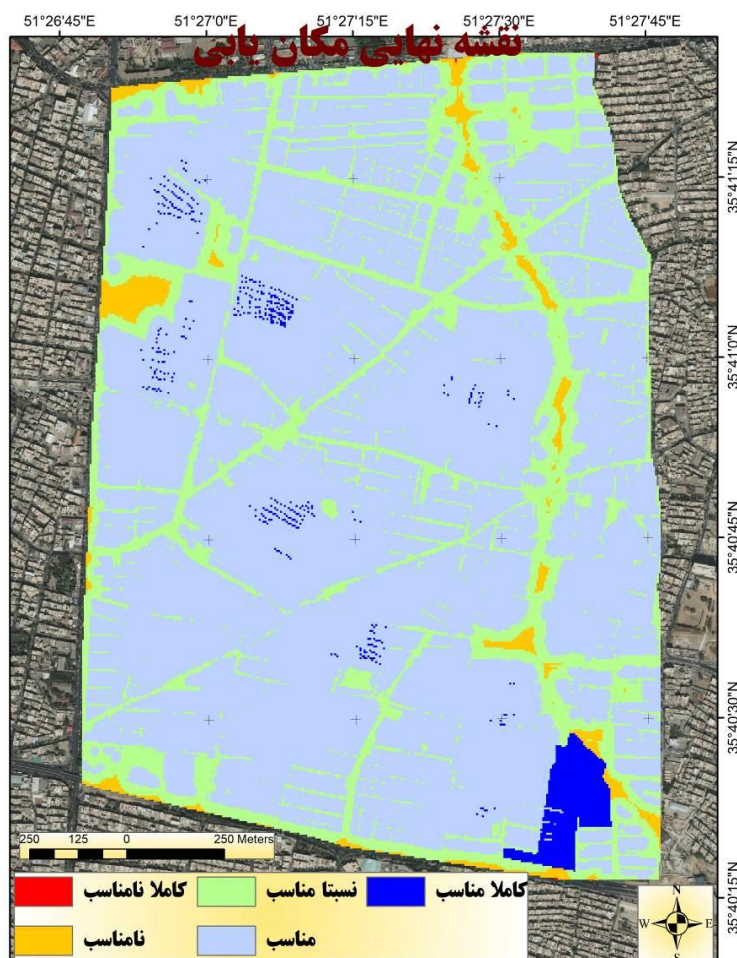 51°26'45"E 51°27'0"E 51°27'15"E 51°27'30"E 51°27'45"E
نقشه نهایی مکان یابی
35°41'15"N
35°41'0"N
35°40'45"N
35°40'30"N
35°40'15"N
250 125 0 250 Meters
کاملا مناسب نسبتا مناسب کاملا نامناسب
مناسب نامناسب
N
W E
S